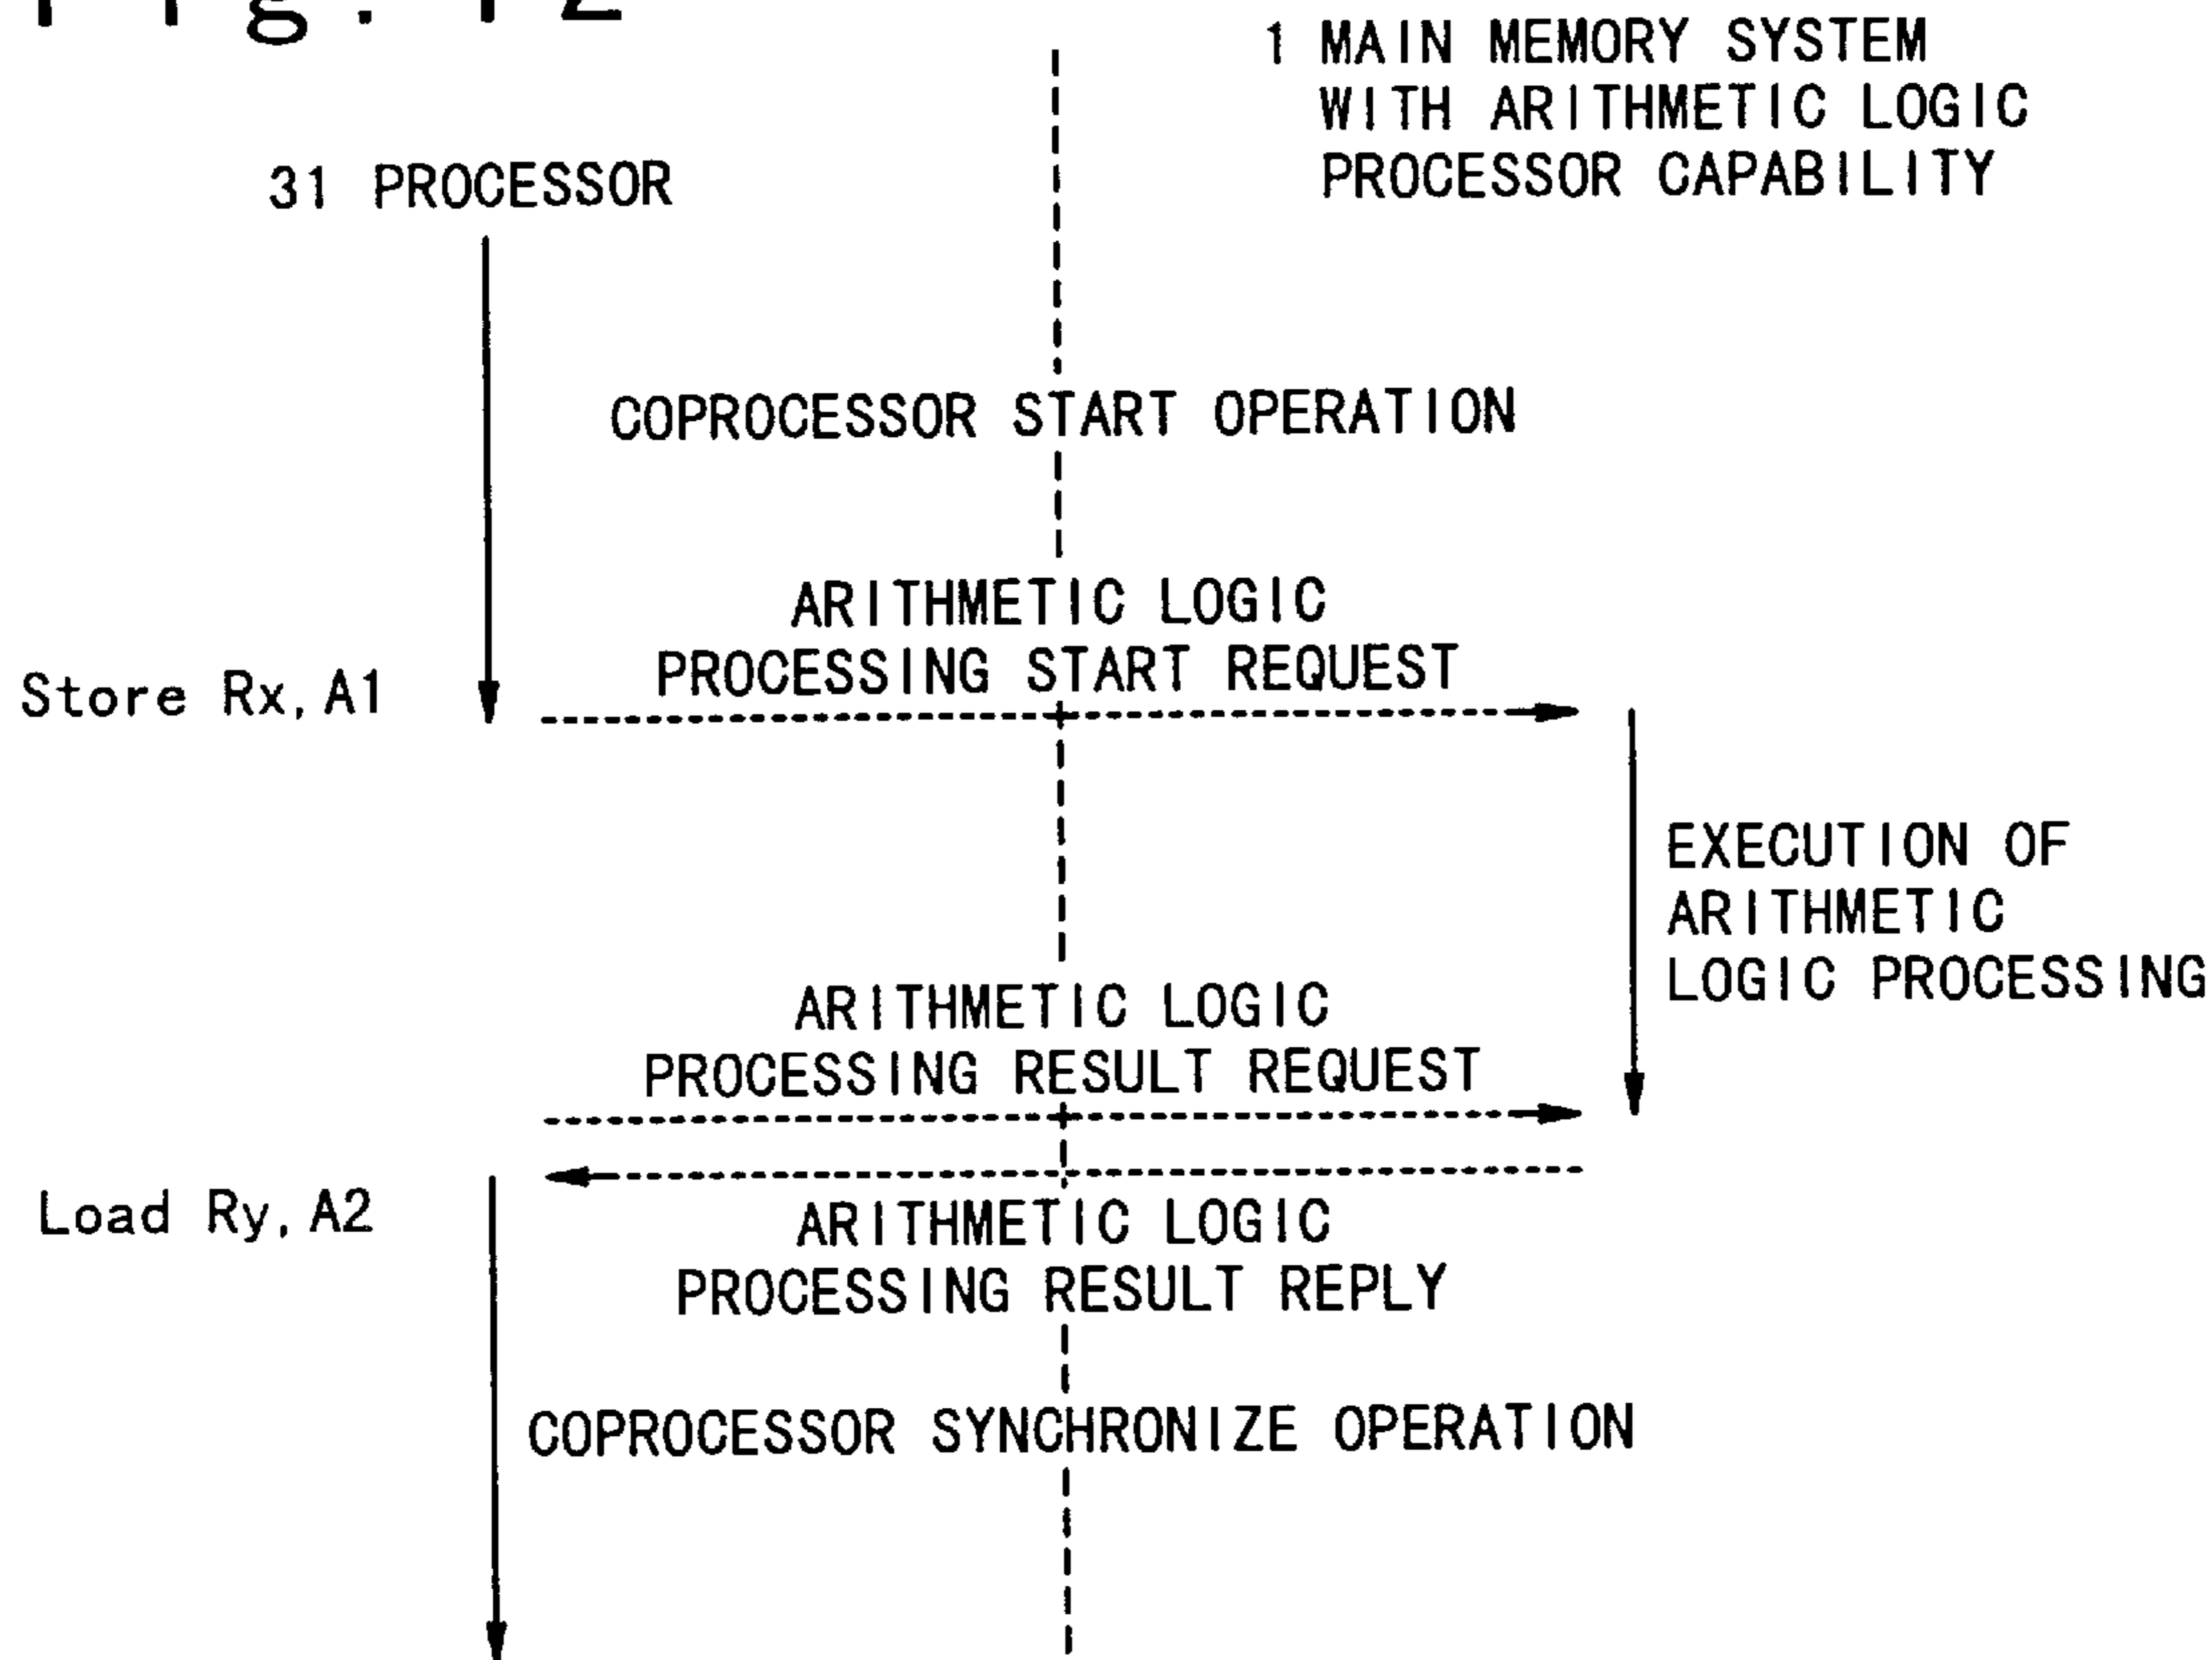 Fig. 12
1 MAIN MEMORY SYSTEM
WITH ARITHMETIC LOGIC
PROCESSOR CAPABILITY
31 PROCESSOR
COPROCESSOR START OPERATION
ARITHMETIC LOGIC
PROCESSING START REQUEST
Store Rx, A1
EXECUTION OF
ARITHMETIC
LOGIC PROCESSING
ARITHMETIC LOGIC
PROCESSING RESULT REQUEST
Load Ry, A2
ARITHMETIC LOGIC
PROCESSING RESULT REPLY
COPROCESSOR SYNCHRONIZE OPERATION